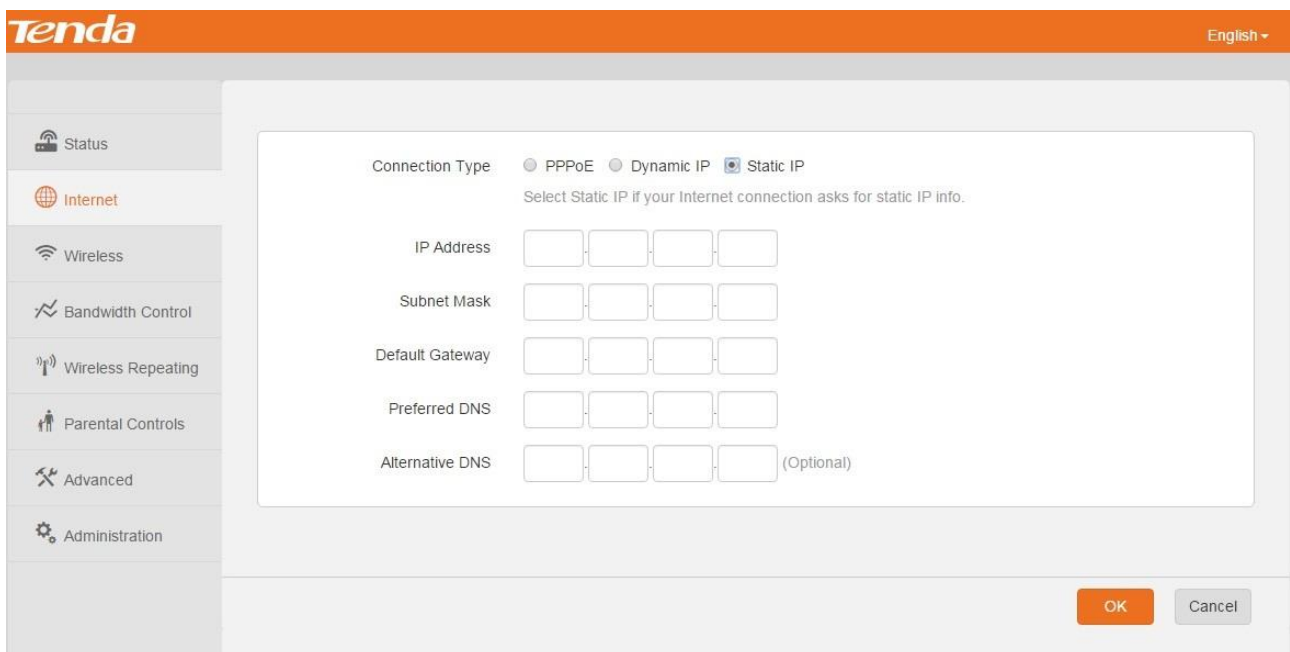 Tenda
English
Status
Internet
Wireless
Bandwidth Control
Wireless Repeating
Parental Controls
Advanced
Administration
Connection Type PPPoE Dynamic IP Static IP
Select Static IP if your Internet connection asks for static IP info.
IP Address . . .
Subnet Mask . . .
Default Gateway . . .
Preferred DNS . . .
Alternative DNS . . . (Optional)
OK Cancel